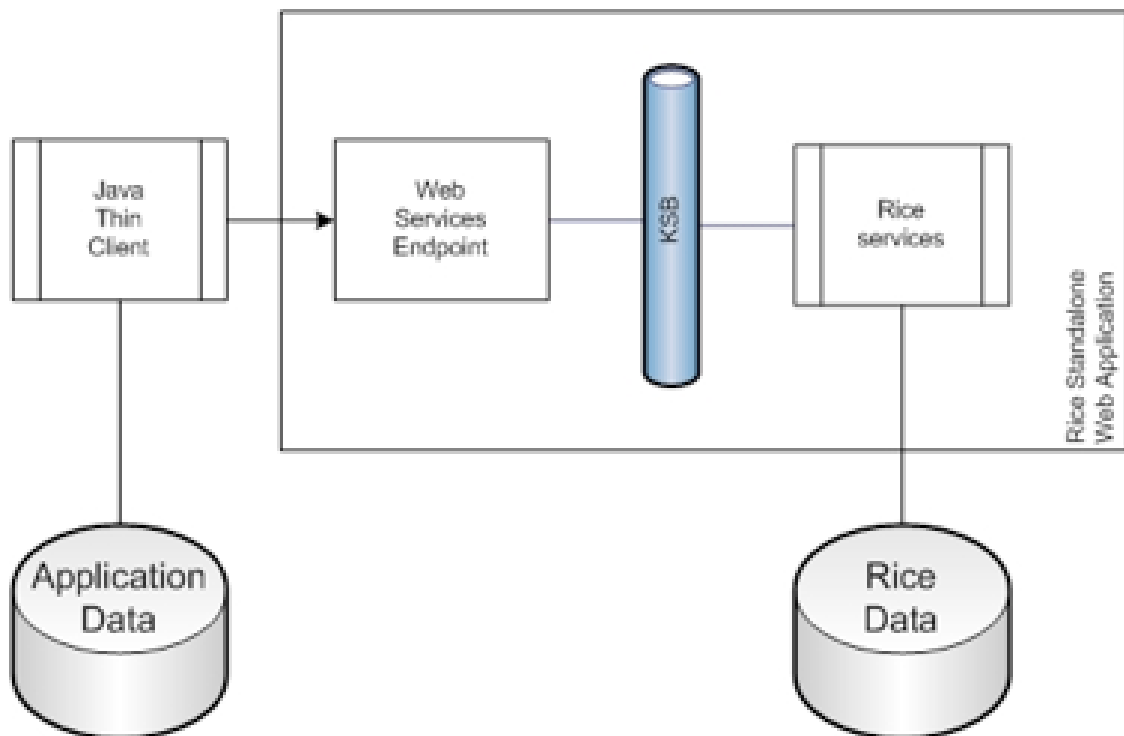 Java
Thin
Client
Web
Services
Endpoint
KSB
Rice
services
Rice Standalone
Web Application
Application
Data
Rice
Data